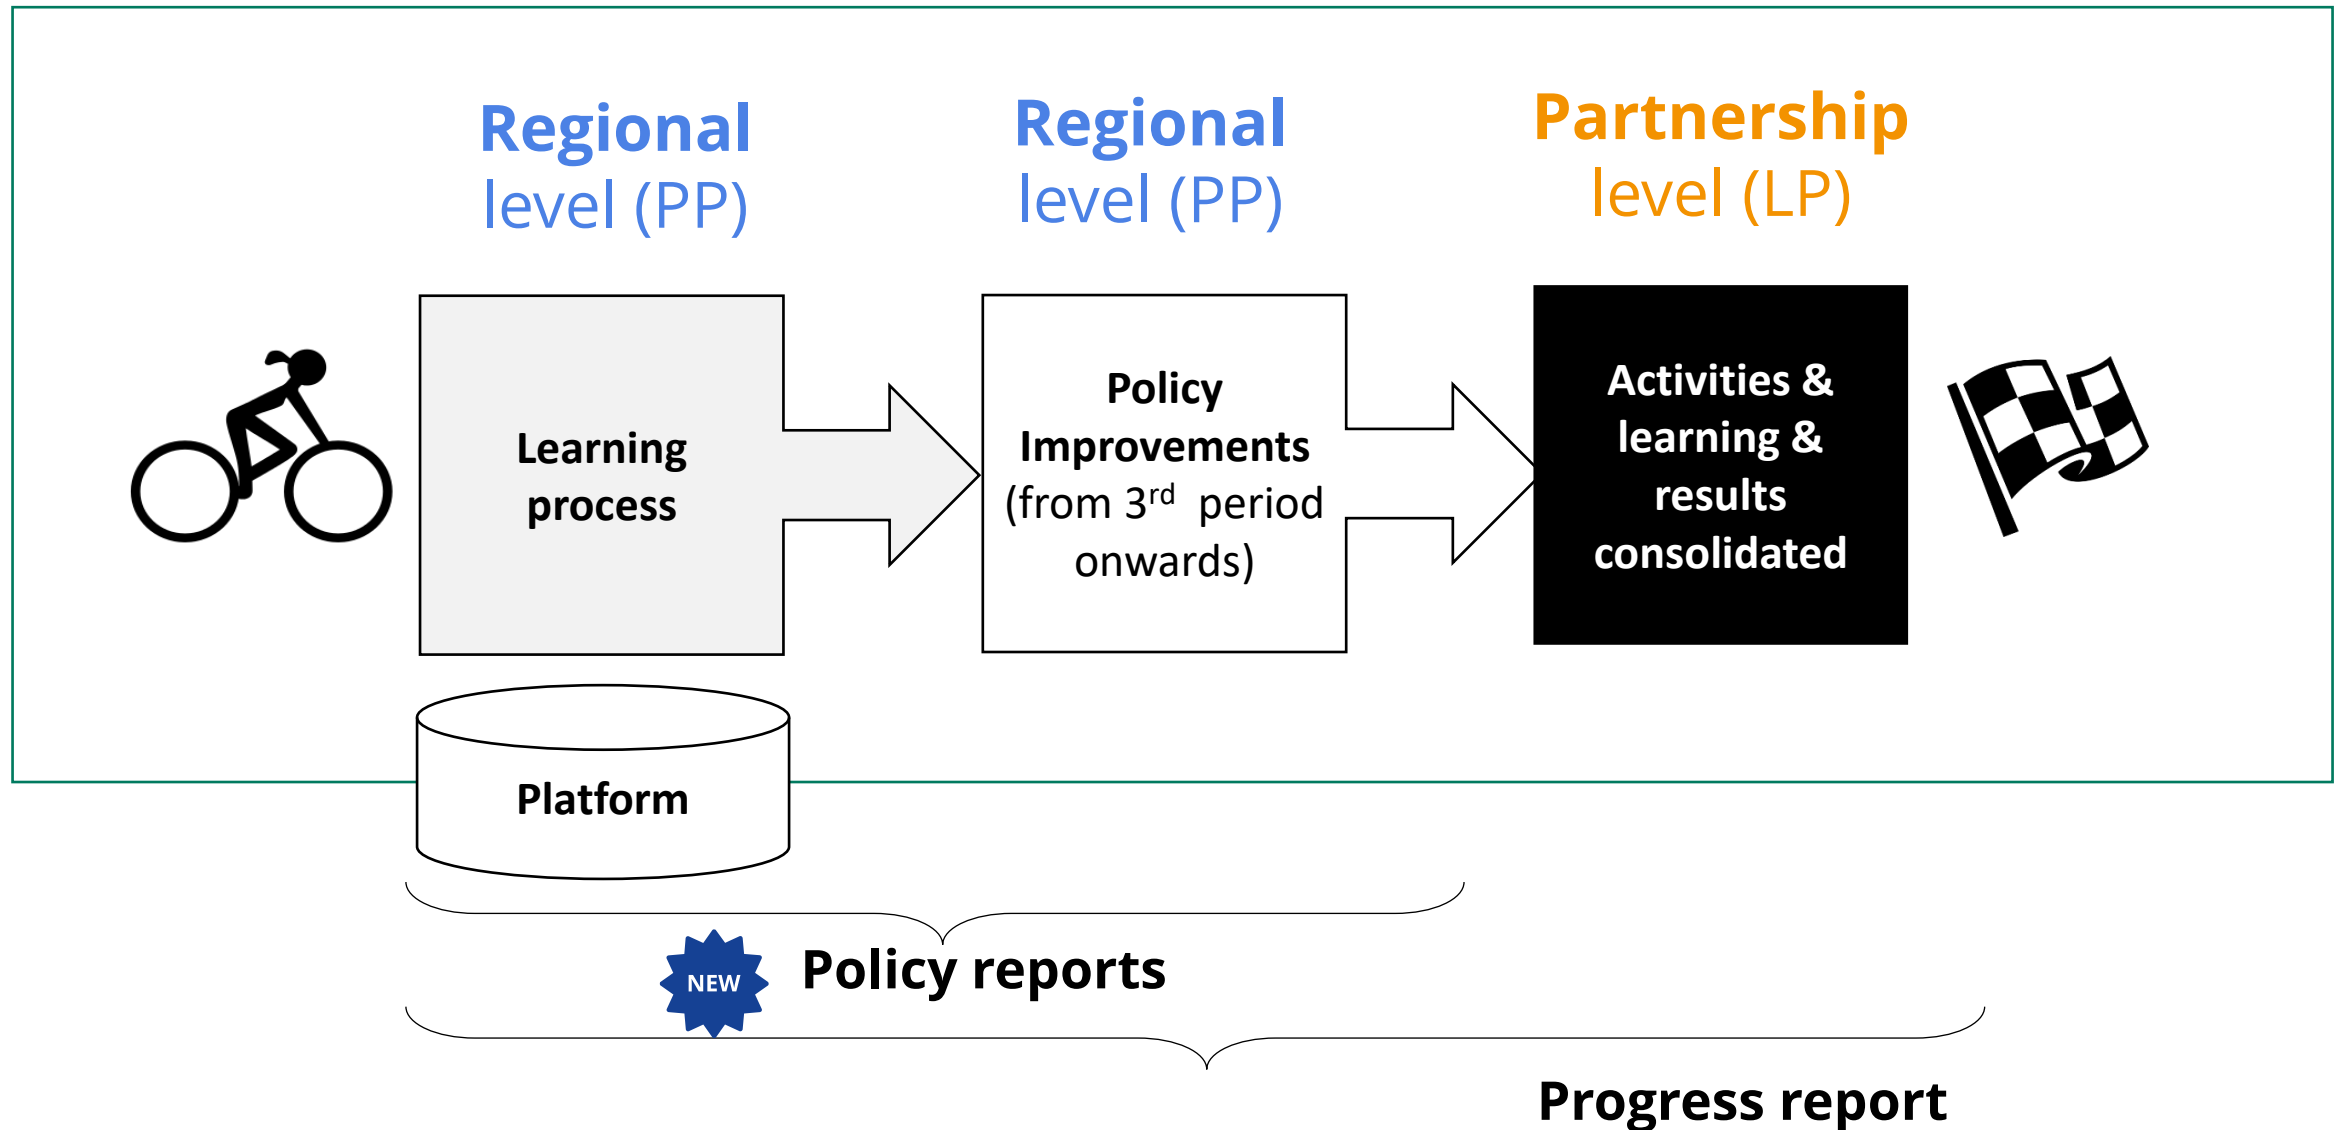 Regional
level (PP)
Regional
level (PP)
Partnership
level (LP)
Learning
process
Policy
Improvements
(from 3rd period
onwards)
Activities &
learning &
results
consolidated
Platform
NEW
Policy reports
Progress report